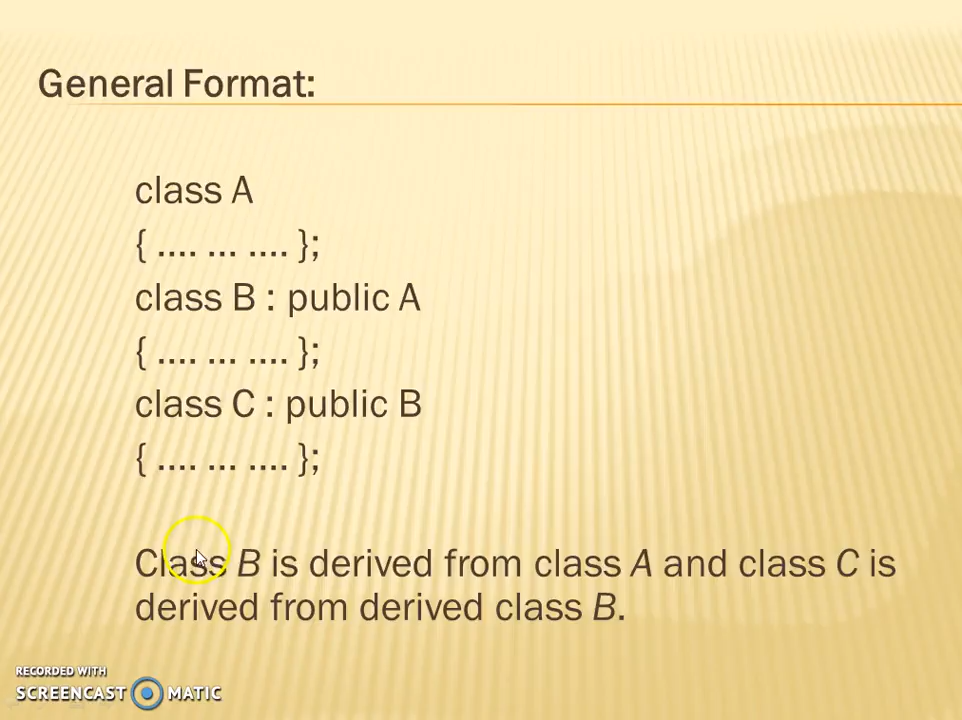 General Format:
class A
{ .... ... .... };
class B : public A
{ .... ... .... };
class C : public B
{ .... ... .... };
Class B is derived from class A and class C is
derived from derived class B.
RECORDED WITH
SCREENCAST MATIC